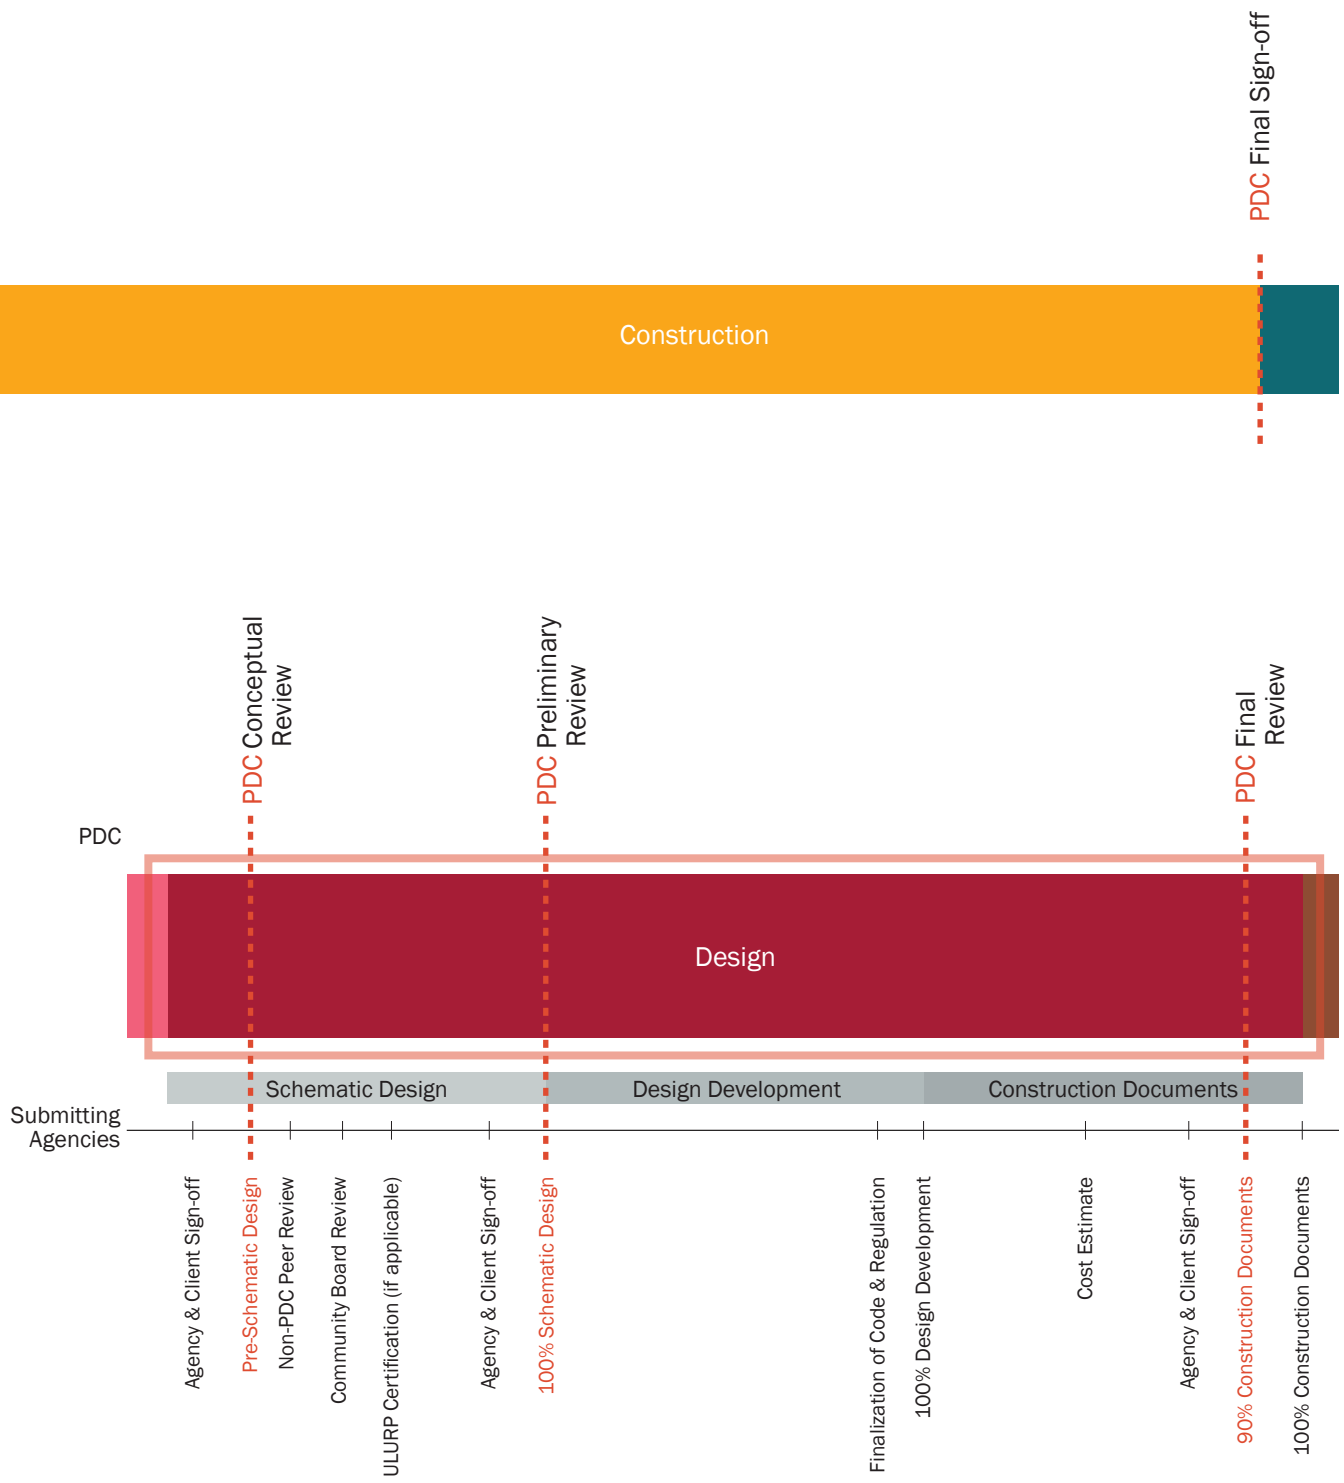 PDC Final Sign-off
Construction
PDC Conceptual
Review
PDC Preliminary
Review
PDC Final
Review
PDC
Design
Schematic Design
Design Development
Construction Documents
Submitting
Agencies
Agency & Client Sign-off
Pre-Schematic Design
Non-PDC Peer Review
Community Board Review
ULURP Certification (if applicable)
Agency & Client Sign-off
100% Schematic Design
Finalization of Code & Regulation
100% Design Development
Cost Estimate
Agency & Client Sign-off
90% Construction Documents
100% Construction Documents